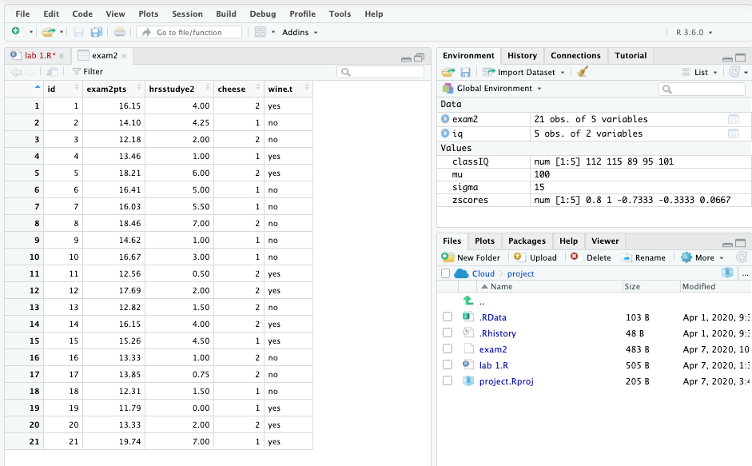 File Edit Code View Plots Session Build Debug Profile Tools Help
Go to file/function Addins R 3.6.0
lab 1.R* exam2
Filter
id exam2pts hrsstudye2 cheese wine.t
1 1 16.15 4.00 2 yes
2 2 14.10 4.25 1 no
3 3 12.18 2.00 2 no
4 4 13.46 1.00 1 yes
5 5 18.21 6.00 2 yes
6 6 16.41 5.00 1 no
7 7 16.03 5.50 1 no
8 8 18.46 7.00 2 no
9 9 14.62 1.00 1 no
10 10 16.67 3.00 1 no
11 11 12.56 0.50 2 yes
12 12 17.69 2.00 2 yes
13 13 12.82 1.50 2 no
14 14 16.15 4.00 2 yes
15 15 15.26 4.50 1 yes
16 16 13.33 1.00 2 no
17 17 13.85 0.75 2 no
18 18 12.31 1.50 1 no
19 19 11.79 0.00 1 yes
20 20 13.33 2.00 2 yes
21 21 19.74 7.00 1 yes
Environment History Connections Tutorial
Import Dataset List
Global Environment
Data
exam2 21 obs. of 5 variables
iq 5 obs. of 2 variables
Values
classIQ num [1:5] 112 115 89 95 101
mu 100
sigma 15
zscores num [1:5] 0.8 1 -0.7333 -0.3333 0.0667
Files Plots Packages Help Viewer
New Folder Upload Delete Rename More
Cloud project ...
Name Size Modified
..
.RData 103 B Apr 1, 2020, 9:
.Rhistory 48 B Apr 1, 2020, 9:
exam2 483 B Apr 7, 2020, 10
lab 1.R 505 B Apr 7, 2020, 1:
project.Rproj 205 B Apr 7, 2020, 3: